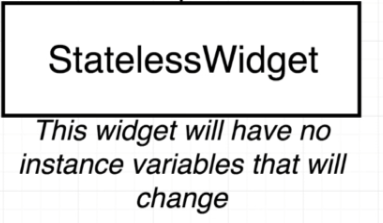 StatelessWidget
This widget will have no
instance variables that will
change